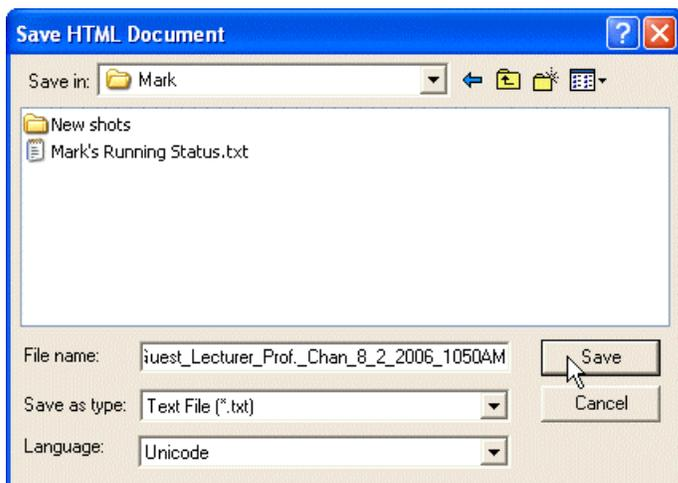 Save HTML Document
Save in: Mark
New shots
Mark's Running Status.txt
File name: uest_Lecturer_Prof._Chan_8_2_2006_1050AM Save
Save as type: Text File (*.txt) Cancel
Language: Unicode